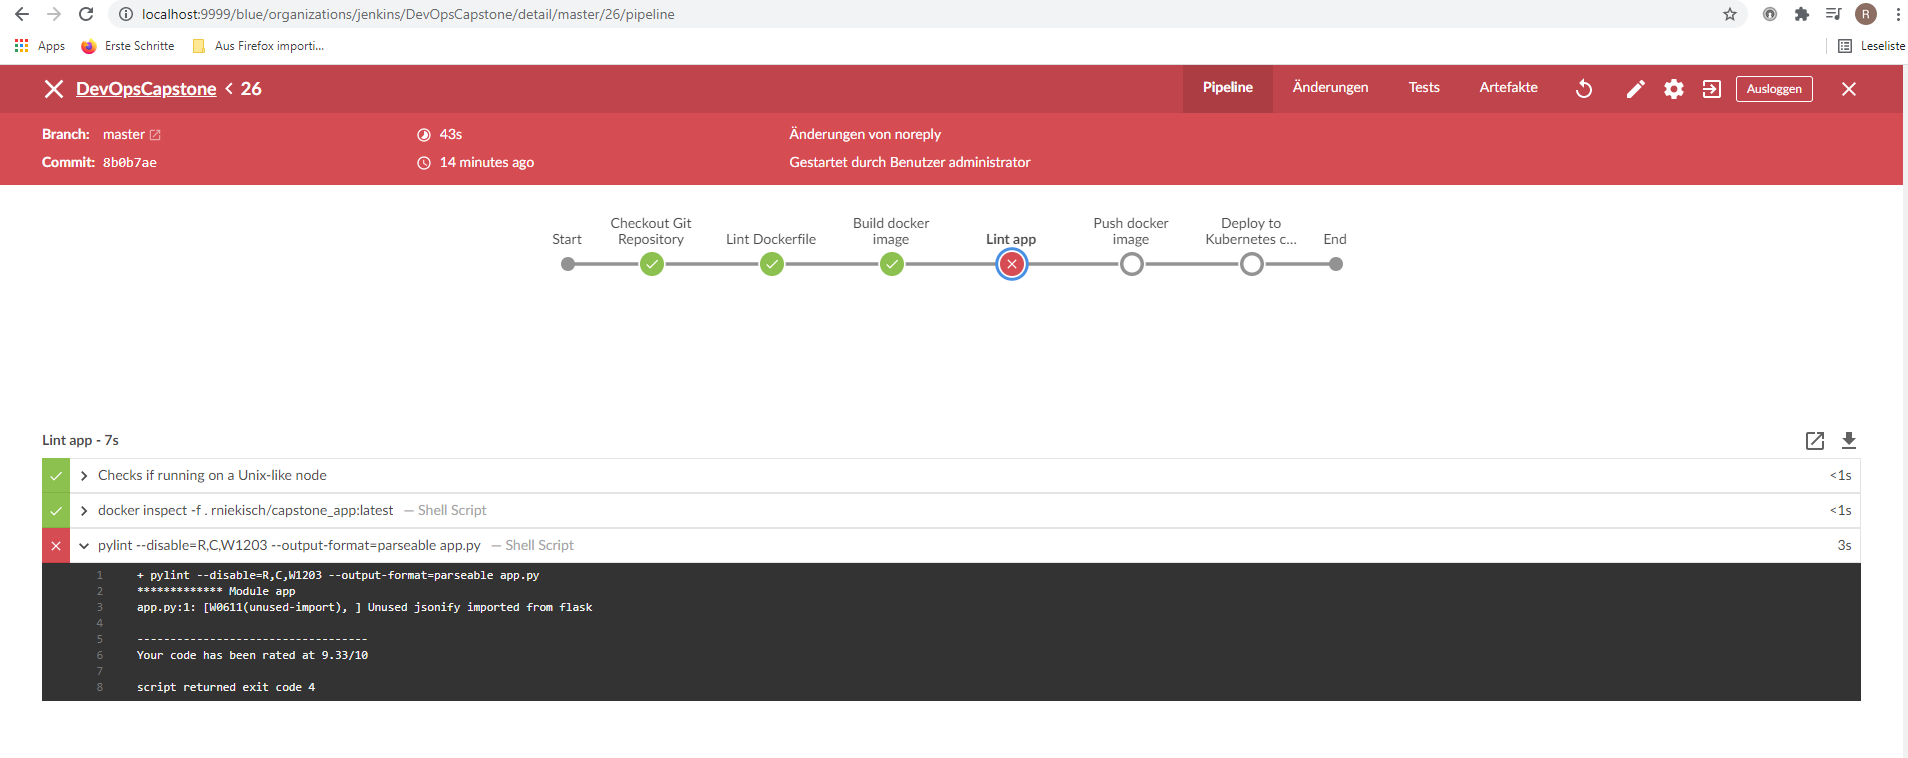 localhost:9999/blue/organizations/jenkins/DevOpsCapstone/detail/master/26/pipeline
R
Apps Erste Schritte Aus Firefox importi... Leseliste
DevOpsCapstone < 26 Pipeline Änderungen Tests Artefakte Ausloggen
Branch: master 43s Änderungen von noreply
Commit: 8b0b7ae 14 minutes ago Gestartet durch Benutzer administrator
Start Checkout Git Repository Lint Dockerfile Build docker image Lint app Push docker image Deploy to Kubernetes c... End
Lint app - 7s
Checks if running on a Unix-like node <1s
docker inspect -f . rniekisch/capstone_app:latest — Shell Script <1s
pylint --disable=R,C,W1203 --output-format=parseable app.py — Shell Script 3s
1 + pylint --disable=R,C,W1203 --output-format=parseable app.py
2 ************* Module app
3 app.py:1: [W0611(unused-import), ] Unused jsonify imported from flask
4
5 -----------------------------------
6 Your code has been rated at 9.33/10
7
8 script returned exit code 4